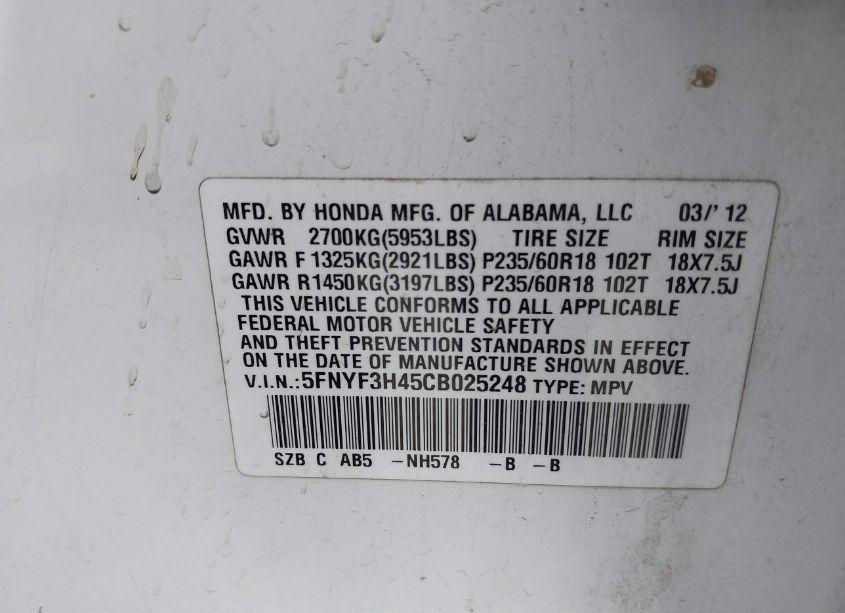 MFD. BY HONDA MFG. OF ALABAMA, LLC 03/' 12
GVWR 2700KG(5953LBS) TIRE SIZE RIM SIZE
GAWR F 1325KG(2921LBS) P235/60R18 102T 18X7.5J
GAWR R1450KG(3197LBS) P235/60R18 102T 18X7.5J
THIS VEHICLE CONFORMS TO ALL APPLICABLE
FEDERAL MOTOR VEHICLE SAFETY
AND THEFT PREVENTION STANDARDS IN EFFECT
ON THE DATE OF MANUFACTURE SHOWN ABOVE.
V.I.N.:5FNYF3H45CB025248 TYPE: MPV
SZB C AB5 -NH578 -B -B